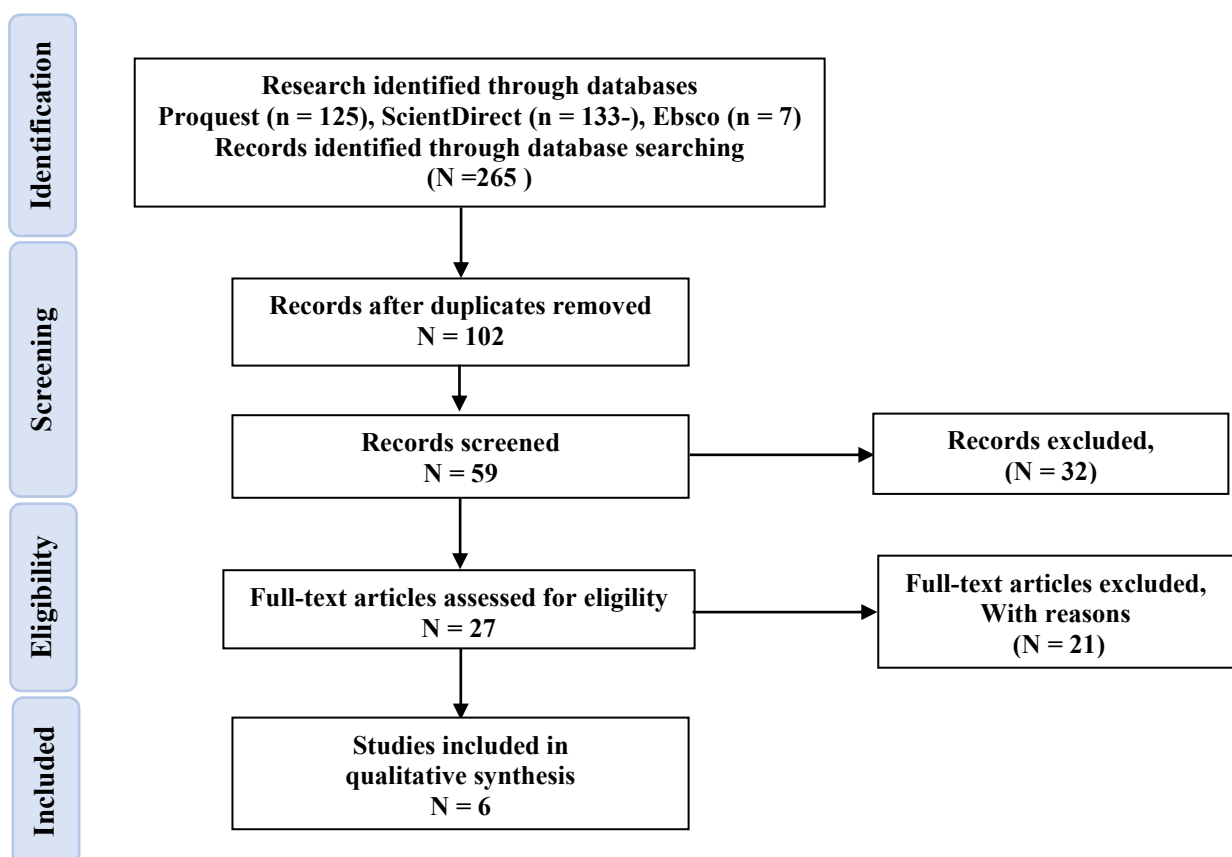 Identification
Research identified through databases
Proquest (n = 125), ScientDirect (n = 133-), Ebsco (n = 7)
Records identified through database searching
(N =265 )
Screening
Records after duplicates removed
N = 102
Records screened
N = 59
Records excluded,
(N = 32)
Eligibility
Full-text articles assessed for eligility
N = 27
Full-text articles excluded,
With reasons
(N = 21)
Included
Studies included in
qualitative synthesis
N = 6